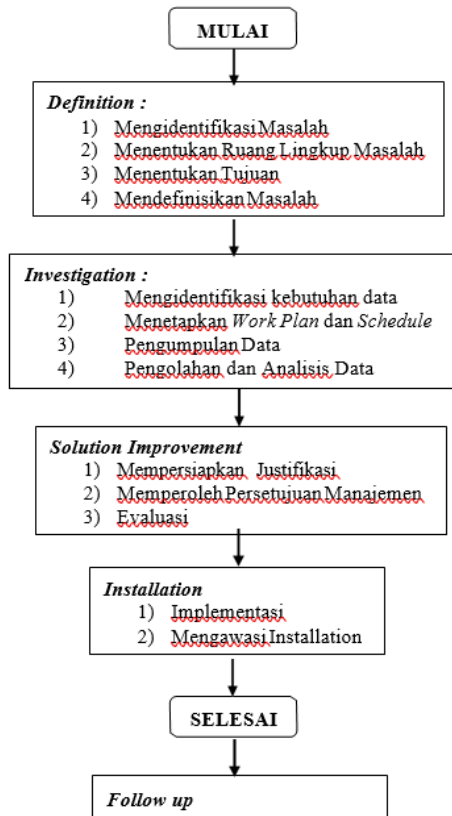 MULAI
Definition :
1) Mengidentifikasi Masalah
2) Menentukan Ruang Lingkup Masalah
3) Menentukan Tujuan
4) Mendefinisikan Masalah
Investigation :
1) Mengidentifikasi kebutuhan data
2) Menetapkan Work Plan dan Schedule
3) Pengumpulan Data
4) Pengolahan dan Analisis Data
Solution Improvement
1) Mempersiapkan Justifikasi
2) Memperoleh Persetujuan Manajemen
3) Evaluasi
Installation
1) Implementasi
2) Mengawasi Installation
SELESAI
Follow up